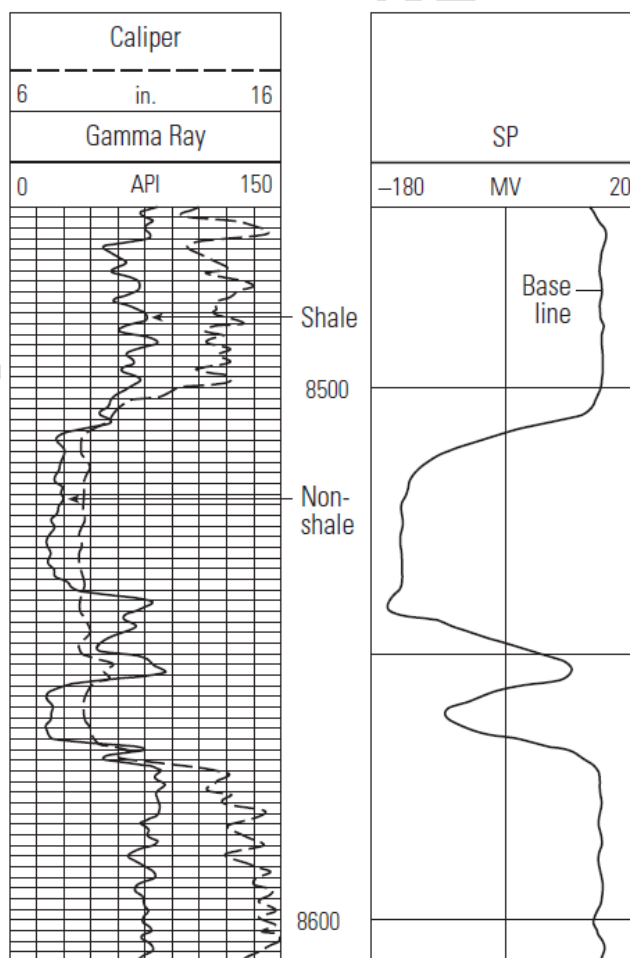 Caliper
6 in. 16
Gamma Ray
0 API 150
SP
–180 MV 20
Base
line
Shale
8500
Non-
shale
8600